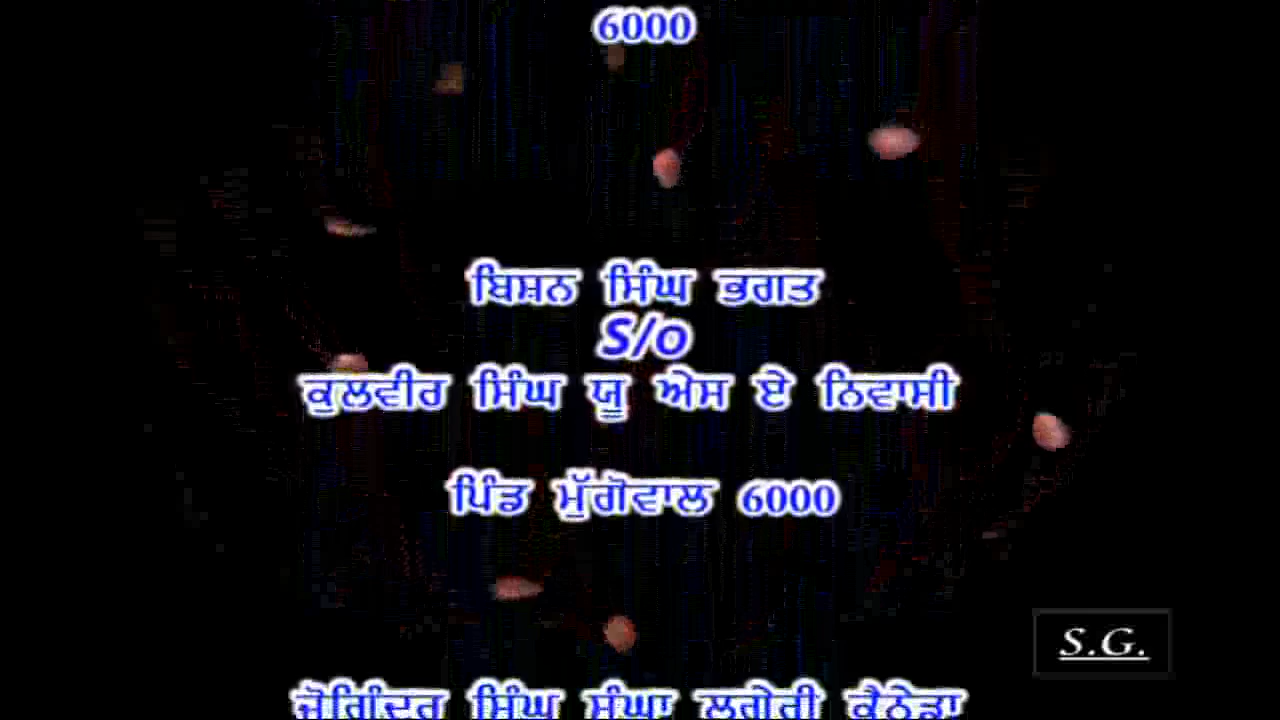 6000
ਬਿਸ਼ਨ ਸਿੰਘ ਭਗਤ
S/o
ਕੁਲਵੀਰ ਸਿੰਘ ਯੂ ਐਸ ਏ ਨਿਵਾਸੀ
ਪਿੰਡ ਮੁੱਗੋਵਾਲ 6000
S.G.
ਜੋਗਿੰਦਰ ਸਿੰਘ ਸੰਘਾ ਲਗੇਰੀ ਕੈਨੇਡਾ